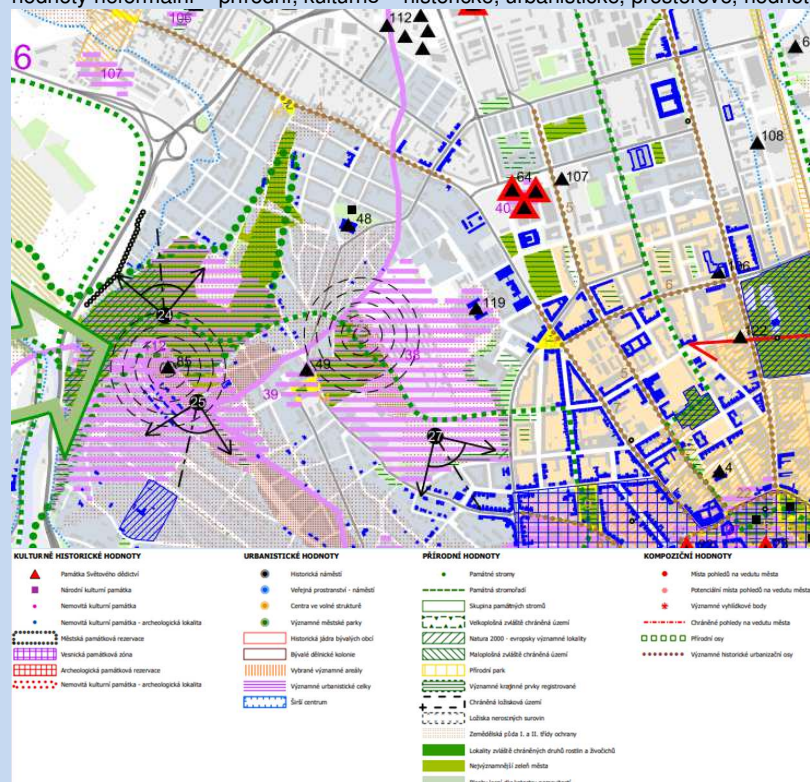 hodnoty neformální – přírodní, kulturně – historické, urbanistické, prostorové, hodnot
6
106
107
112
64
40
107
108
48
119
106
122
24
12
85
25
49
39
38
27
5
6
5
4
KULTURNĚ HISTORICKÉ HODNOTY
Památka Světového dědictví
Národní kulturní památka
Nemovitá kulturní památka
Nemovitá kulturní památka - archeologická lokalita
Městská památková rezervace
Vesnická památková zóna
Archeologická památková rezervace
Nemovitá kulturní památka - archeologická lokalita
URBANISTICKÉ HODNOTY
Historická náměstí
Veřejná prostranství - náměstí
Centra ve volné struktuře
Významné městské parky
Historická jádra bývalých obcí
Bývalé dělnické kolonie
Vybrané významné areály
Významné urbanistické celky
Širší centrum
PŘÍRODNÍ HODNOTY
Památné stromy
Památné stromořadí
Skupina památných stromů
Velkoplošná zvláště chráněná území
Natura 2000 - evropsky významné lokality
Maloplošná zvláště chráněná území
Přírodní park
Významné krajinné prvky registrované
Chráněná ložisková území
Ložiska nerostných surovin
Zemědělská půda I. a II. třídy ochrany
Lokality zvláště chráněných druhů rostlin a živočichů
Nejvýznamnější zeleň města
KOMPOZIČNÍ HODNOTY
Místa pohledů na vedutu města
Potenciální místa pohledů na vedutu města
Významné vyhlídkové body
Chráněné pohledy na vedutu města
Přírodní osy
Významné historické urbanizační osy